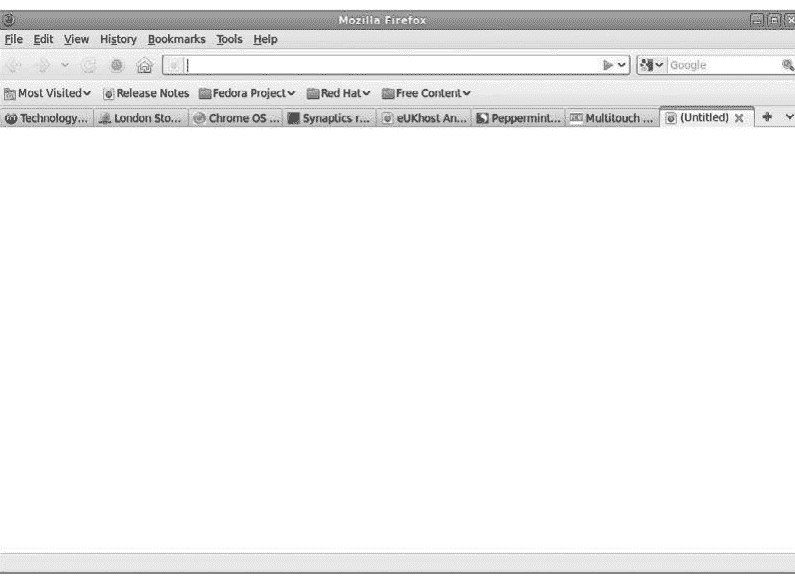 Mozilla Firefox
File Edit View History Bookmarks Tools Help
Google
Most Visited Release Notes Fedora Project Red Hat Free Content
Technology... London Sto... Chrome OS ... Synaptics r... eUKhost An... Peppermint... Multitouch ... (Untitled)